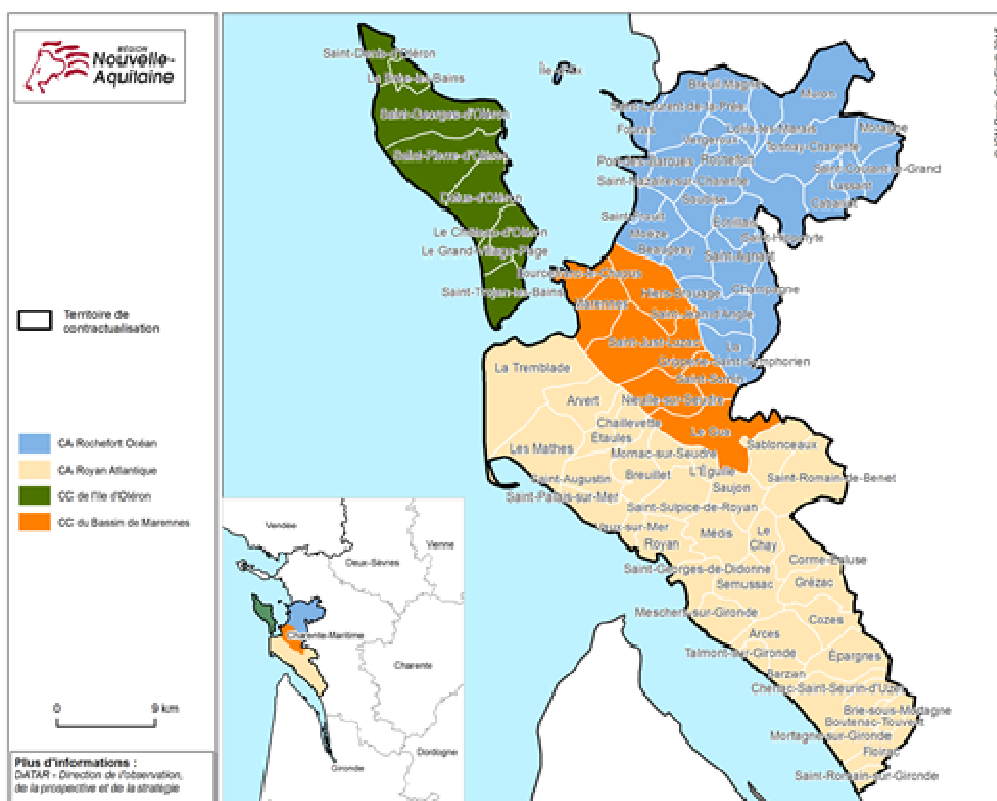 RÉGION
Nouvelle-
Aquitaine
Territoire de
contractualisation
CA Rochefort Océan
CA Royan Atlantique
CC de l'Ile d'Oléron
CC du Bassin de Marennes
0 9 km
Plus d'informations :
DATAR - Direction de l'observation,
de la prospective et de la stratégie
Saint-Denis-d'Oléron
La Brée-les-Bains
Saint-Georges-d'Oléron
Saint-Pierre-d'Oléron
Dolus-d'Oléron
Le Château-d'Oléron
Le Grand-Village-Plage
Saint-Trojan-les-Bains
Île d'Aix
Breuil-Magné
Muron
Saint-Laurent-de-la-Prée
Fouras
Loire-les-Marais
Moragne
Vergeroux
Tonnay-Charente
Port-des-Barques
Rochefort
Saint-Coutant-le-Grand
Saint-Nazaire-sur-Charente
Lussant
Soubise
Cabariot
Saint-Froult
Échillais
Moëze
Saint-Hippolyte
Beaugeay
Saint-Agnant
Bourcefranc-le-Chapus
Champagne
Hiers-Brouage
Marennes
Saint-Jean-d'Angle
Saint-Just-Luzac
La
Gripperie-Saint-Symphorien
Saint-Sornin
Nieulle-sur-Seudre
Le Gua
La Tremblade
Arvert
Chaillevette
Étaules
Les Mathes
Mornac-sur-Seudre
Sablonceaux
L'Éguille
Saint-Augustin
Breuillet
Saujon
Saint-Romain-de-Benet
Saint-Palais-sur-Mer
Saint-Sulpice-de-Royan
Vaux-sur-Mer
Royan
Médis
Le
Chay
Saint-Georges-de-Didonne
Corme-Écluse
Semussac
Grézac
Meschers-sur-Gironde
Cozes
Arces
Talmont-sur-Gironde
Épargnes
Barzan
Chenac-Saint-Seurin-d'Uzet
Brie-sous-Mortagne
Boutenac-Touvent
Mortagne-sur-Gironde
Floirac
Saint-Romain-sur-Gironde
Vendée
Deux-Sèvres
Vienne
Charente-Maritime
Charente
Dordogne
Gironde